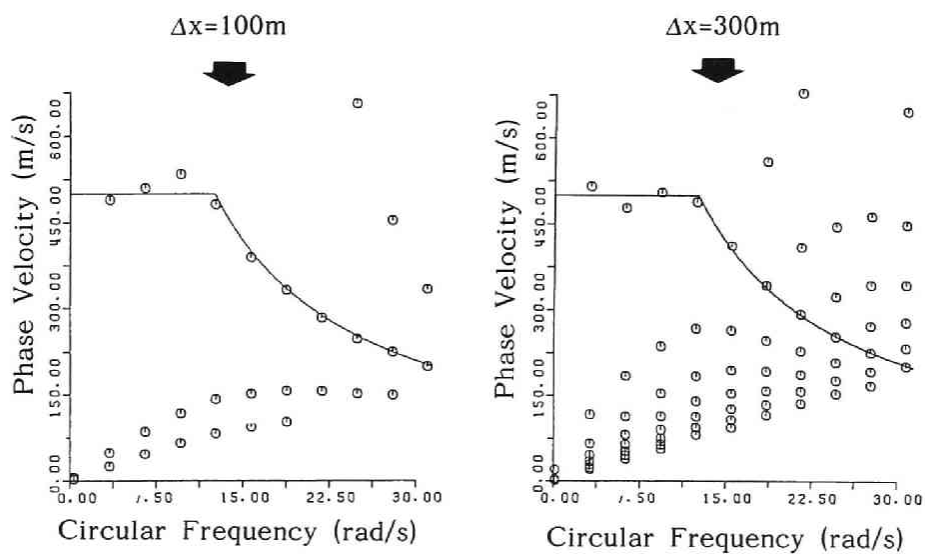 Δx=100m
Δx=300m
Phase Velocity (m/s)
600.00
450.00
300.00
150.00
0.00
0.00 7.50 15.00 22.50 30.00
Circular Frequency (rad/s)
Phase Velocity (m/s)
600.00
450.00
300.00
150.00
0.00
0.00 7.50 15.00 22.50 30.00
Circular Frequency (rad/s)